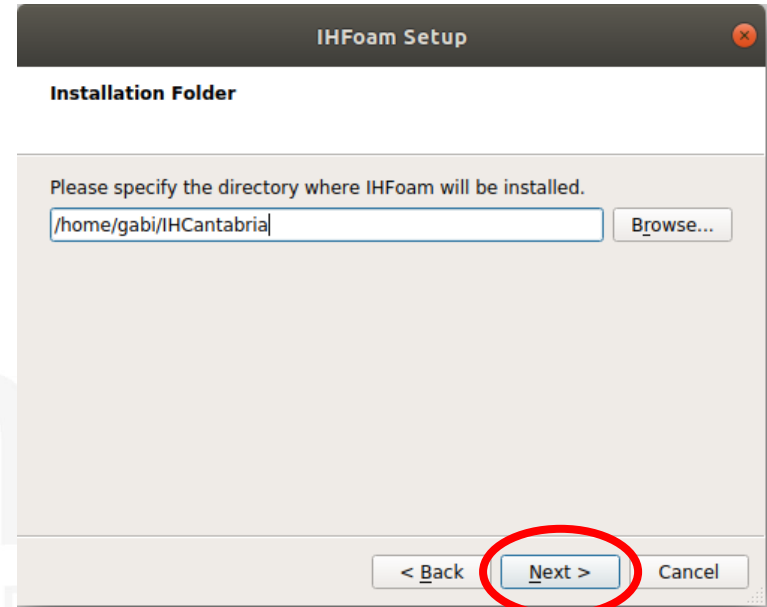 IHFoam Setup
Installation Folder
Please specify the directory where IHFoam will be installed.
/home/gabi/IHCantabria
Browse...
< Back Next > Cancel